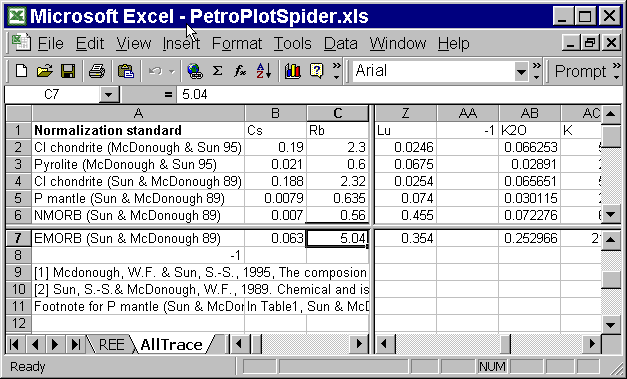 Microsoft Excel - PetroPlotSpider.xls
File Edit View Insert Format Tools Data Window Help
Σ fx Arial Prompt
C7 = 5.04
A B C Z AA AB AC
1 Normalization standard Cs Rb Lu -1 K2O K
2 CI chondrite (McDonough & Sun 95) 0.19 2.3 0.0246 0.066253
3 Pyrolite (McDonough & Sun 95) 0.021 0.6 0.0675 0.02891 2
4 CI chondrite (Sun & McDonough 89) 0.188 2.32 0.0254 0.065651
5 P mantle (Sun & McDonough 89) 0.0079 0.635 0.074 0.030115 2
6 NMORB (Sun & McDonough 89) 0.007 0.56 0.455 0.072276
7 EMORB (Sun & McDonough 89) 0.063 5.04 0.354 0.252966 21
8 -1
9 [1] Mcdonough, W.F. & Sun, S.-S., 1995, The composion
10 [2] Sun, S.-S.& McDonough, W.F., 1989. Chemical and is
11 Footnote for P mantle (Sun & McDon In Table1, Sun & McD
12
REE AllTrace
Ready NUM